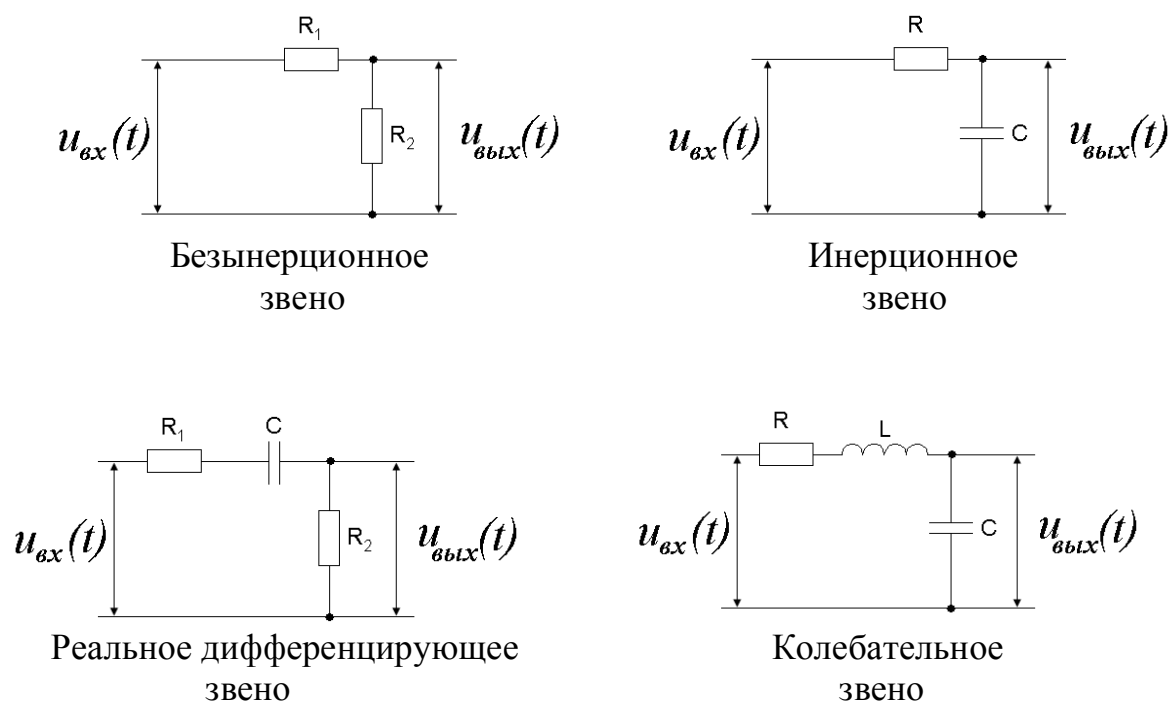 R₁
R
uвх(t)
R₂
uвых(t)
uвх(t)
C
uвых(t)
Безынерционное
звено
Инерционное
звено
R₁
C
R
L
uвх(t)
R₂
uвых(t)
uвх(t)
C
uвых(t)
Реальное дифференцирующее
звено
Колебательное
звено